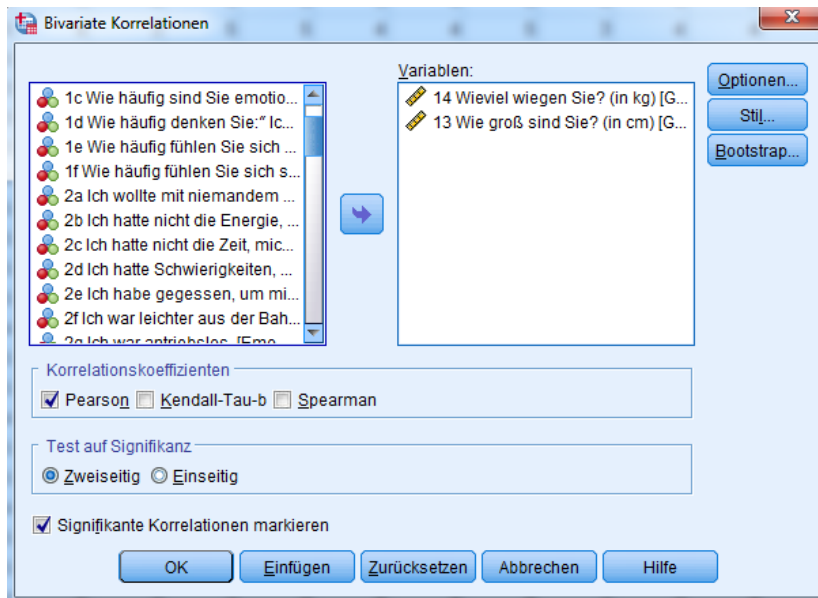 Bivariate Korrelationen
Variablen:
1c Wie häufig sind Sie emotio...
1d Wie häufig denken Sie:" Ic...
1e Wie häufig fühlen Sie sich ...
1f Wie häufig fühlen Sie sich s...
2a Ich wollte mit niemandem ...
2b Ich hatte nicht die Energie, ...
2c Ich hatte nicht die Zeit, mic...
2d Ich hatte Schwierigkeiten, ...
2e Ich habe gegessen, um mi...
2f Ich war leichter aus der Bah...
2g Ich war antriebslos. [Emo...
14 Wieviel wiegen Sie? (in kg) [G...
13 Wie groß sind Sie? (in cm) [G...
Optionen...
Stil...
Bootstrap...
Korrelationskoeffizienten
Pearson Kendall-Tau-b Spearman
Test auf Signifikanz
Zweiseitig Einseitig
Signifikante Korrelationen markieren
OK Einfügen Zurücksetzen Abbrechen Hilfe